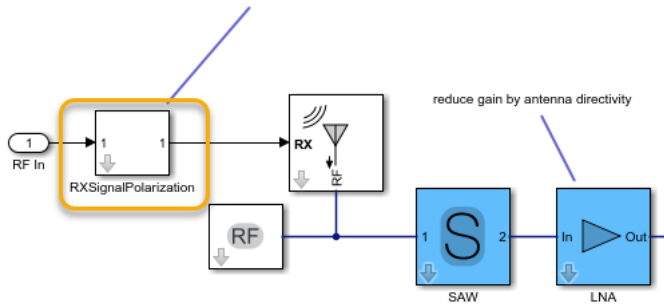 reduce gain by antenna directivity
1
RF In
1 1
RXSignalPolarization
RX
RF
RF
1 S 2
SAW
In Out
LNA